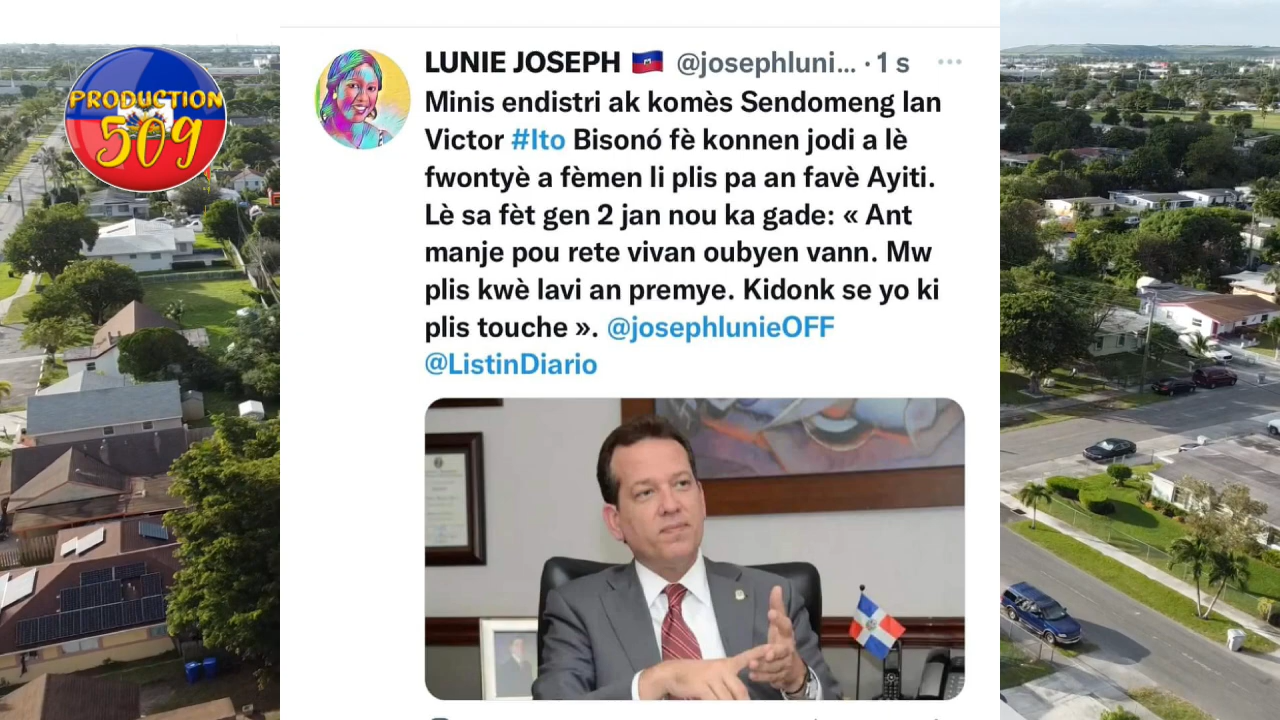 PRODUCTION
509
LUNIE JOSEPH 🇭🇹 @josephluni... · 1 s
Minis endistri ak komès Sendomeng lan
Victor #Ito Bisonó fè konnen jodi a lè
fwontyè a fèmen li plis pa an favè Ayiti.
Lè sa fèt gen 2 jan nou ka gade: « Ant
manje pou rete vivan oubyen vann. Mw
plis kwè lavi an premye. Kidonk se yo ki
plis touche ». @josephlunieOFF
@ListinDiario